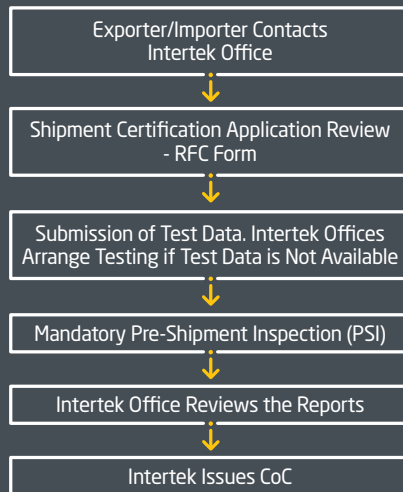 Exporter/Importer Contacts
Intertek Office
Shipment Certification Application Review
- RFC Form
Submission of Test Data. Intertek Offices
Arrange Testing if Test Data is Not Available
Mandatory Pre-Shipment Inspection (PSI)
Intertek Office Reviews the Reports
Intertek Issues CoC